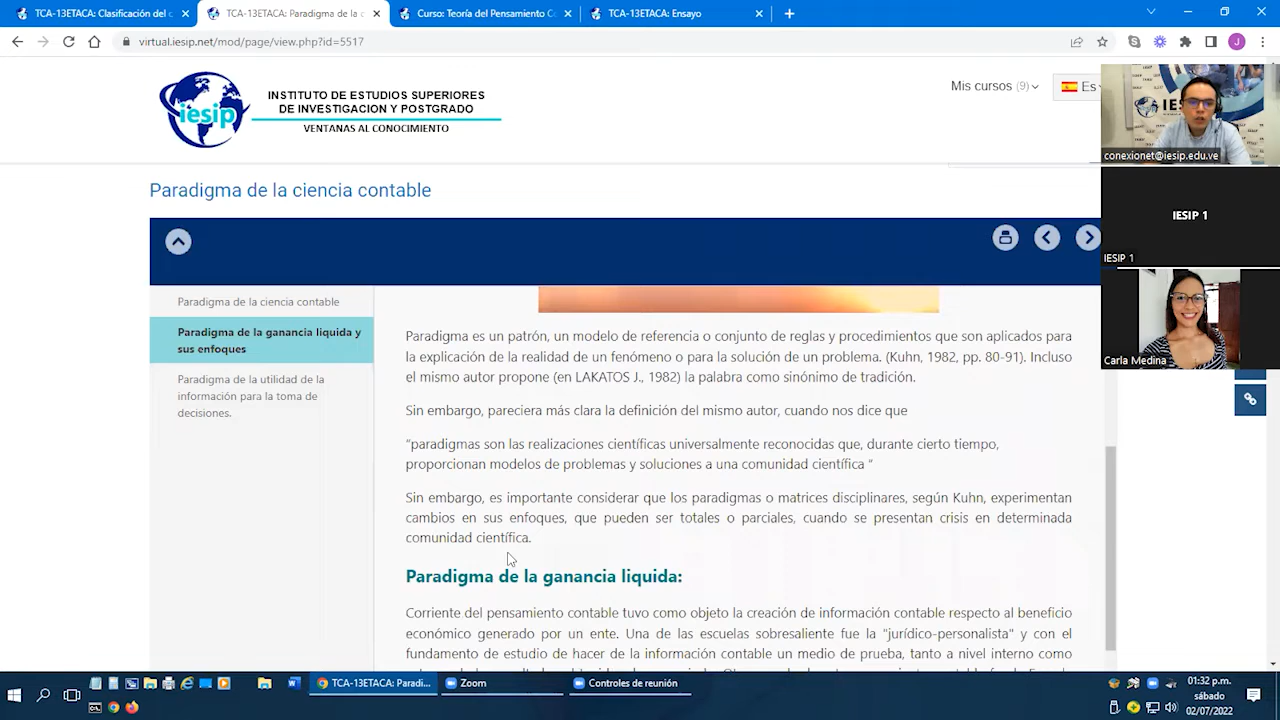 TCA-13ETACA: Clasificación del c
TCA-13ETACA: Paradigma de la c
Curso: Teoría del Pensamiento Co
TCA-13ETACA: Ensayo
virtual.iesip.net/mod/page/view.php?id=5517
J
iesip
INSTITUTO DE ESTUDIOS SUPERIORES
DE INVESTIGACION Y POSTGRADO
VENTANAS AL CONOCIMIENTO
Mis cursos (9)
Es
conexionet@iesip.edu.ve
IESIP 1
IESIP 1
Carla Medina
Paradigma de la ciencia contable
Paradigma de la ciencia contable
Paradigma de la ganancia liquida y
sus enfoques
Paradigma de la utilidad de la
información para la toma de
decisiones.
Paradigma es un patrón, un modelo de referencia o conjunto de reglas y procedimientos que son aplicados para
la explicación de la realidad de un fenómeno o para la solución de un problema. (Kuhn, 1982, pp. 80-91). Incluso
el mismo autor propone (en LAKATOS J., 1982) la palabra como sinónimo de tradición.
Sin embargo, pareciera más clara la definición del mismo autor, cuando nos dice que
“paradigmas son las realizaciones científicas universalmente reconocidas que, durante cierto tiempo,
proporcionan modelos de problemas y soluciones a una comunidad científica “
Sin embargo, es importante considerar que los paradigmas o matrices disciplinares, según Kuhn, experimentan
cambios en sus enfoques, que pueden ser totales o parciales, cuando se presentan crisis en determinada
comunidad científica.
Paradigma de la ganancia liquida:
Corriente del pensamiento contable tuvo como objeto la creación de información contable respecto al beneficio
económico generado por un ente. Una de las escuelas sobresaliente fue la "jurídico-personalista" y con el
fundamento de estudio de hacer de la información contable un medio de prueba, tanto a nivel interno como
TCA-13ETACA: Paradi...
Zoom
Controles de reunión
01:32 p.m.
sábado
02/07/2022